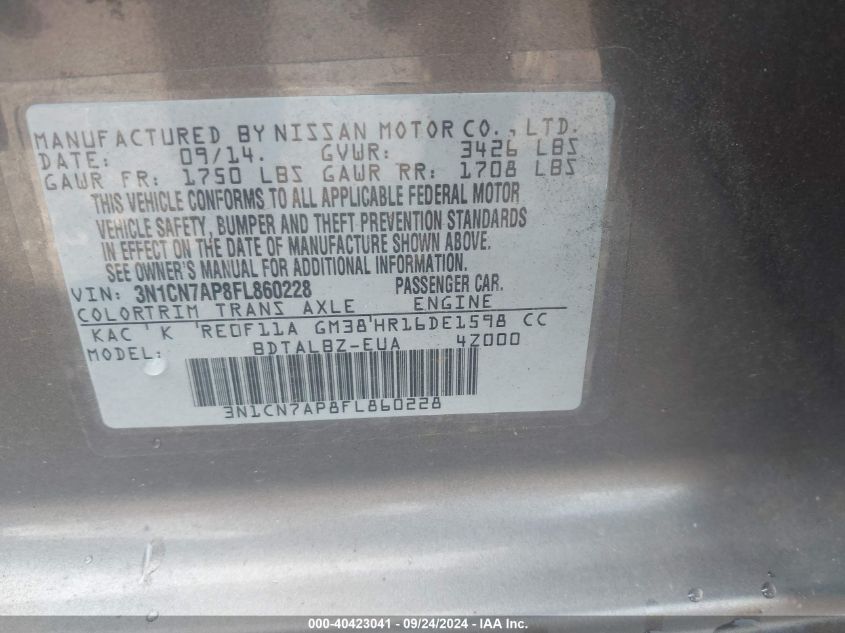 MANUFACTURED BY NISSAN MOTOR CO., LTD.
DATE: 09/14. GVWR: 3426 LBS
GAWR FR: 1750 LBS GAWR RR: 1708 LBS
THIS VEHICLE CONFORMS TO ALL APPLICABLE FEDERAL MOTOR
VEHICLE SAFETY, BUMPER AND THEFT PREVENTION STANDARDS
IN EFFECT ON THE DATE OF MANUFACTURE SHOWN ABOVE.
SEE OWNER'S MANUAL FOR ADDITIONAL INFORMATION.
VIN: 3N1CN7AP8FL860228 PASSENGER CAR.
COLOR TRIM TRANS AXLE ENGINE
KAC K RE0F11A GM38 HR16DE1598 CC
MODEL: BDTALBZ-EUA 4Z000
3N1CN7AP8FL860228
000-40423041 - 09/24/2024 - IAA, Inc.